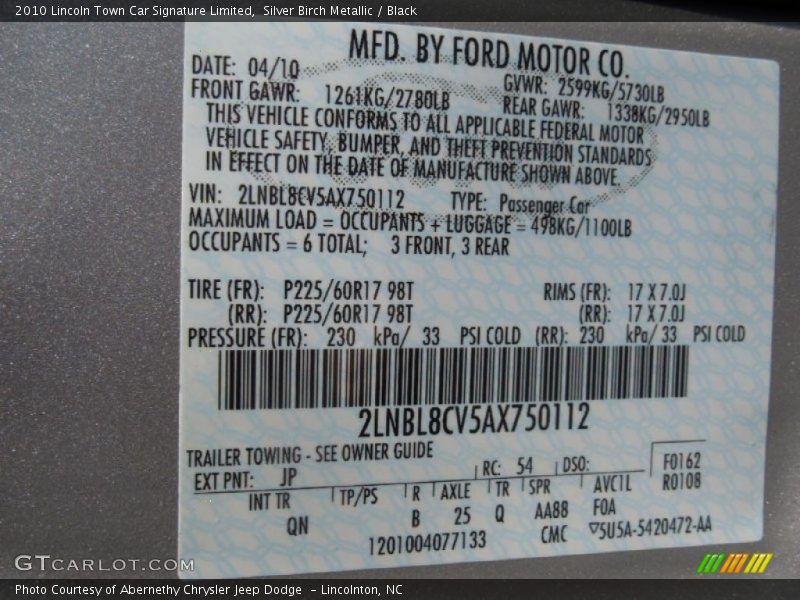 2010 Lincoln Town Car Signature Limited,  Silver Birch Metallic / Black
MFD. BY FORD MOTOR CO.
DATE: 04/10 GVWR: 2599KG/5730LB
FRONT GAWR: 1261KG/2780LB REAR GAWR: 1338KG/2950LB
THIS VEHICLE CONFORMS TO ALL APPLICABLE FEDERAL MOTOR
VEHICLE SAFETY, BUMPER, AND THEFT PREVENTION STANDARDS
IN EFFECT ON THE DATE OF MANUFACTURE SHOWN ABOVE.
VIN: 2LNBL8CV5AX750112 TYPE: Passenger Car
MAXIMUM LOAD = OCCUPANTS + LUGGAGE = 498KG/1100LB
OCCUPANTS = 6 TOTAL; 3 FRONT, 3 REAR
TIRE (FR): P225/60R17 98T RIMS (FR): 17 X 7.0J
(RR): P225/60R17 98T (RR): 17 X 7.0J
PRESSURE (FR): 230 kPa/ 33 PSI COLD (RR): 230 kPa/ 33 PSI COLD
2LNBL8CV5AX750112
TRAILER TOWING - SEE OWNER GUIDE
EXT PNT: JP RC: 54 DSO: F0162
R0108
INT TR TP/PS R AXLE TR SPR AVCIL
QN B 25 Q AA88 FOA
1201004077133 CMC ▽5U5A-5420472-AA
GTCARLOT.COM
Photo Courtesy of Abernethy Chrysler Jeep Dodge  - Lincolnton, NC